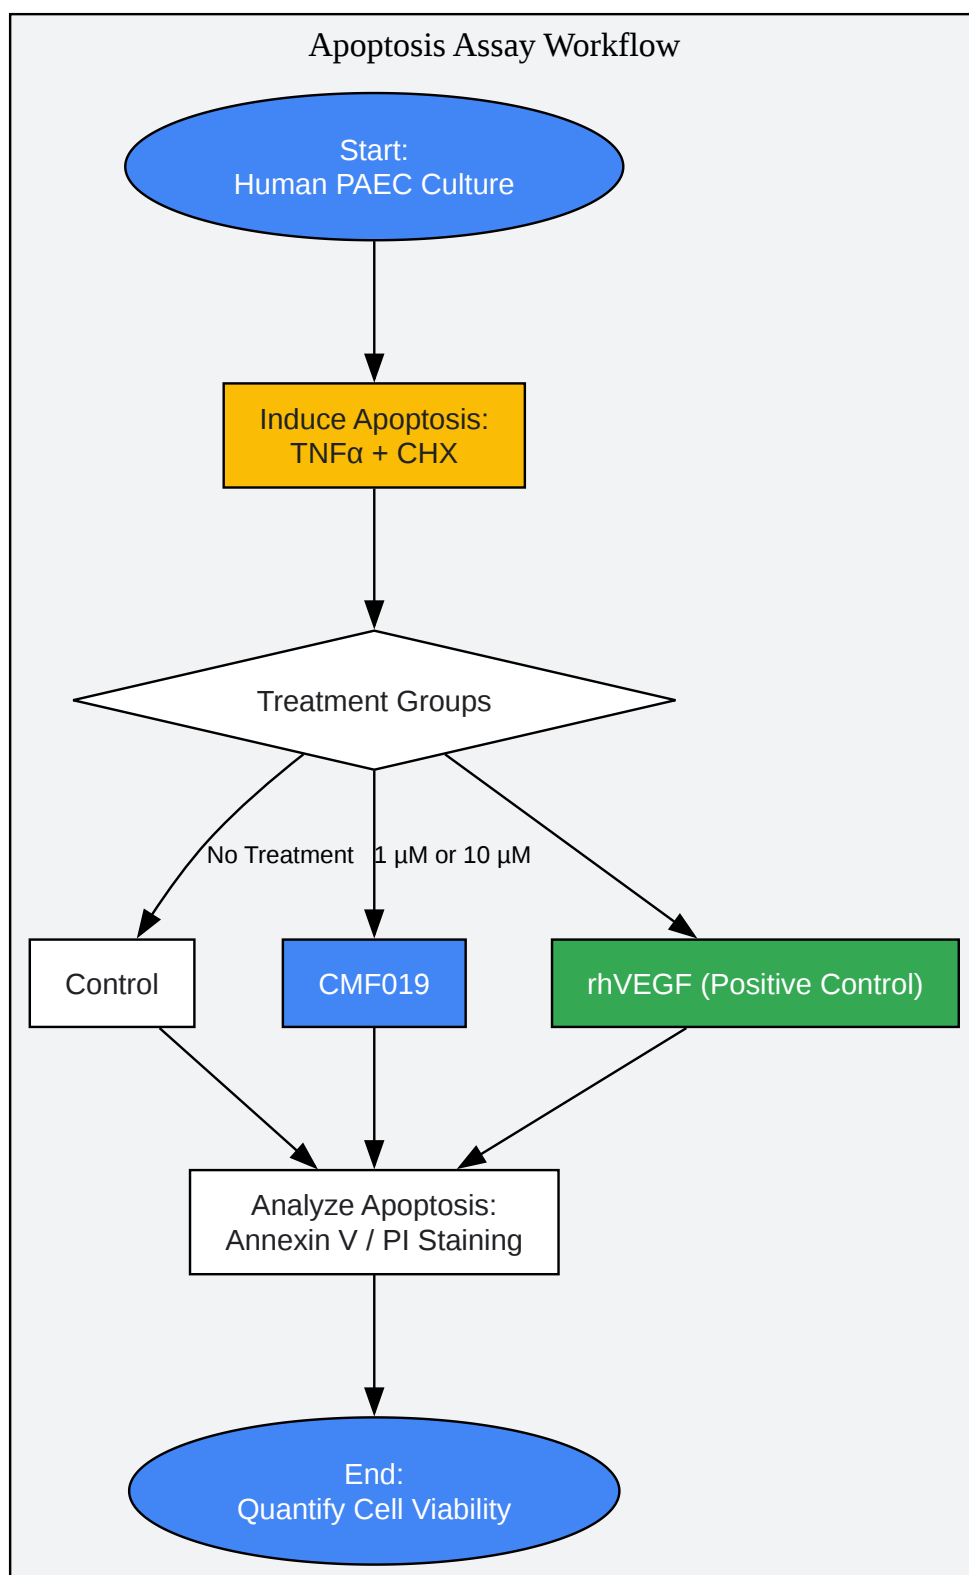 Apoptosis Assay Workflow
Start:
Human PAEC Culture
Induce Apoptosis:
TNFα + CHX
Treatment Groups
No Treatment
1 µM or 10 µM
Control
CMF019
rhVEGF (Positive Control)
Analyze Apoptosis:
Annexin V / PI Staining
End:
Quantify Cell Viability